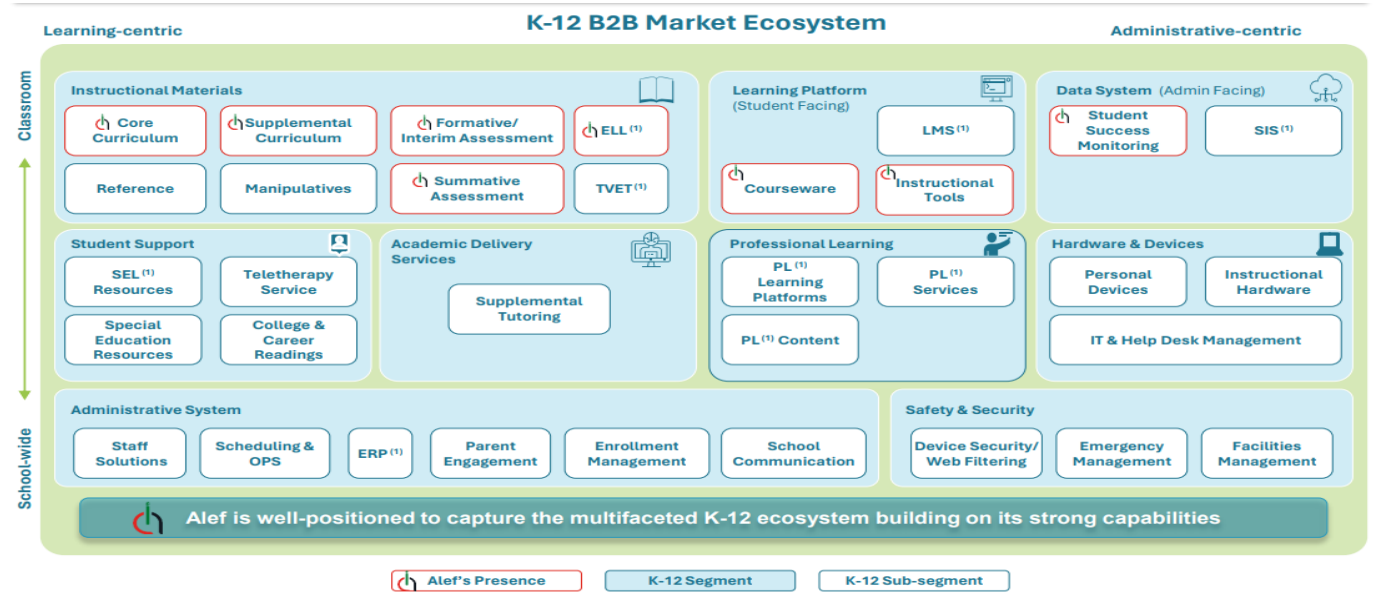 K-12 B2B Market Ecosystem
Learning-centric
Administrative-centric
Classroom
School-wide
Instructional Materials
Core
Curriculum
Supplemental
Curriculum
Formative/
Interim Assessment
ELL (1)
Reference
Manipulatives
Summative
Assessment
TVET (1)
Learning Platform
(Student Facing)
LMS (1)
Courseware
Instructional
Tools
Data System (Admin Facing)
Student
Success
Monitoring
SIS (1)
Student Support
SEL (1)
Resources
Teletherapy
Service
Special
Education
Resources
College &
Career
Readings
Academic Delivery
Services
Supplemental
Tutoring
Professional Learning
PL (1)
Learning
Platforms
PL (1)
Services
PL (1) Content
Hardware & Devices
Personal
Devices
Instructional
Hardware
IT & Help Desk Management
Administrative System
Staff
Solutions
Scheduling &
OPS
ERP (1)
Parent
Engagement
Enrollment
Management
School
Communication
Safety & Security
Device Security/
Web Filtering
Emergency
Management
Facilities
Management
Alef is well-positioned to capture the multifaceted K-12 ecosystem building on its strong capabilities
Alef's Presence
K-12 Segment
K-12 Sub-segment